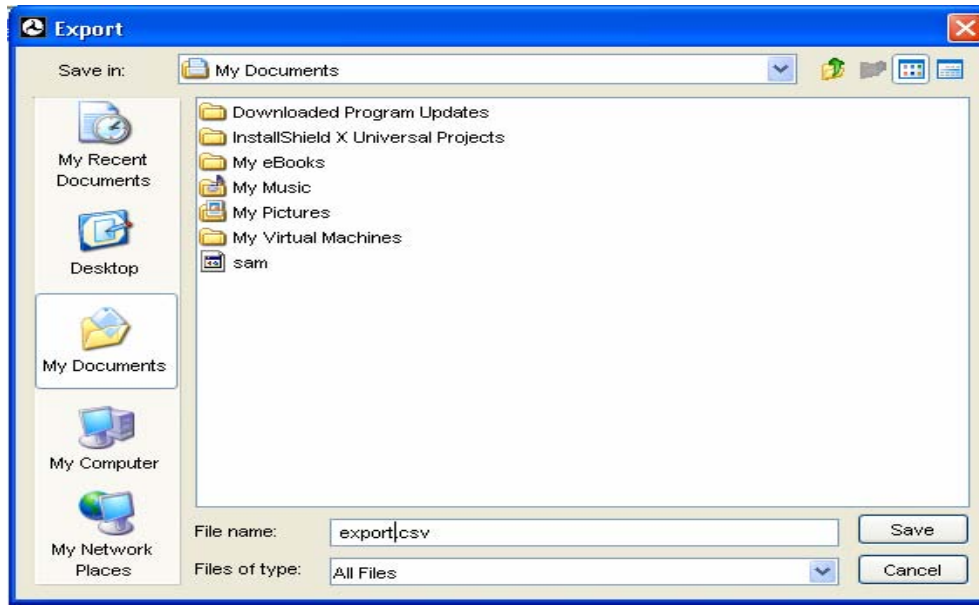 Export
Save in:
My Documents
My Recent
Documents
Desktop
My Documents
My Computer
My Network
Places
Downloaded Program Updates
InstallShield X Universal Projects
My eBooks
My Music
My Pictures
My Virtual Machines
sam
File name:
export.csv
Save
Files of type:
All Files
Cancel